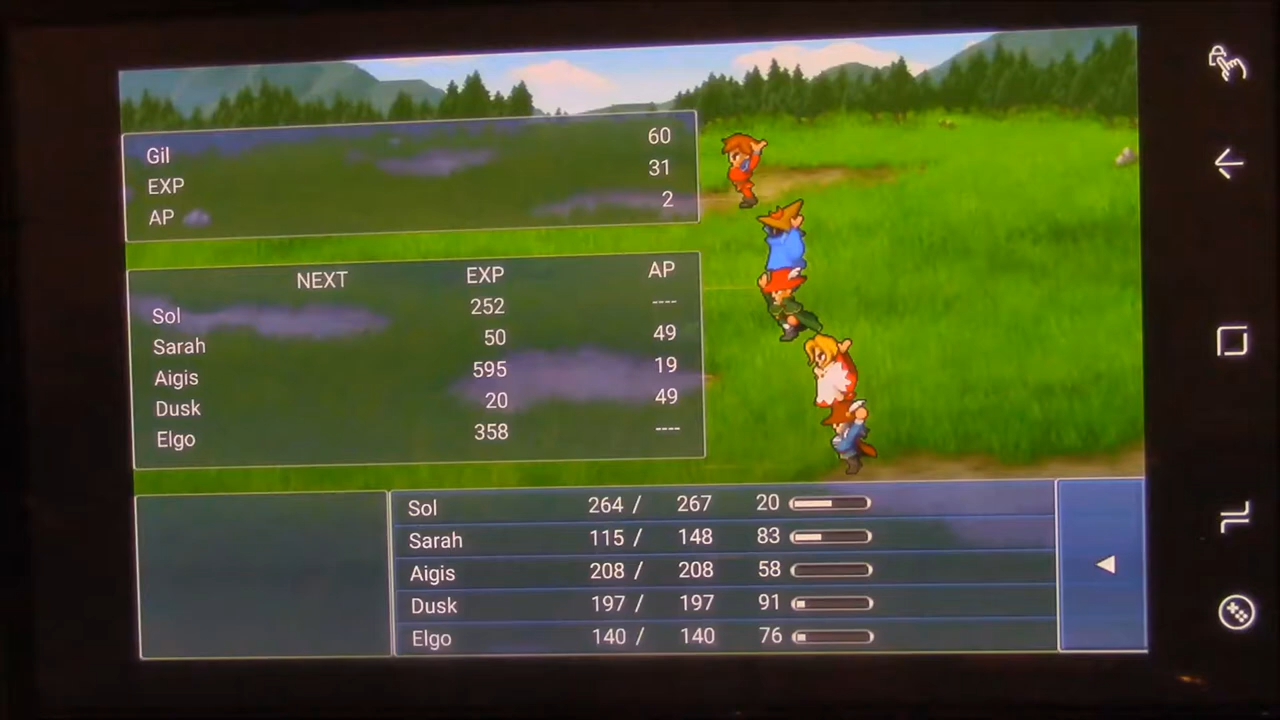 Gil 60
EXP 31
AP 2
NEXT EXP AP
Sol 252 ----
Sarah 50 49
Aigis 595 19
Dusk 20 49
Elgo 358 ----
Sol 264 / 267 20
Sarah 115 / 148 83
Aigis 208 / 208 58
Dusk 197 / 197 91
Elgo 140 / 140 76